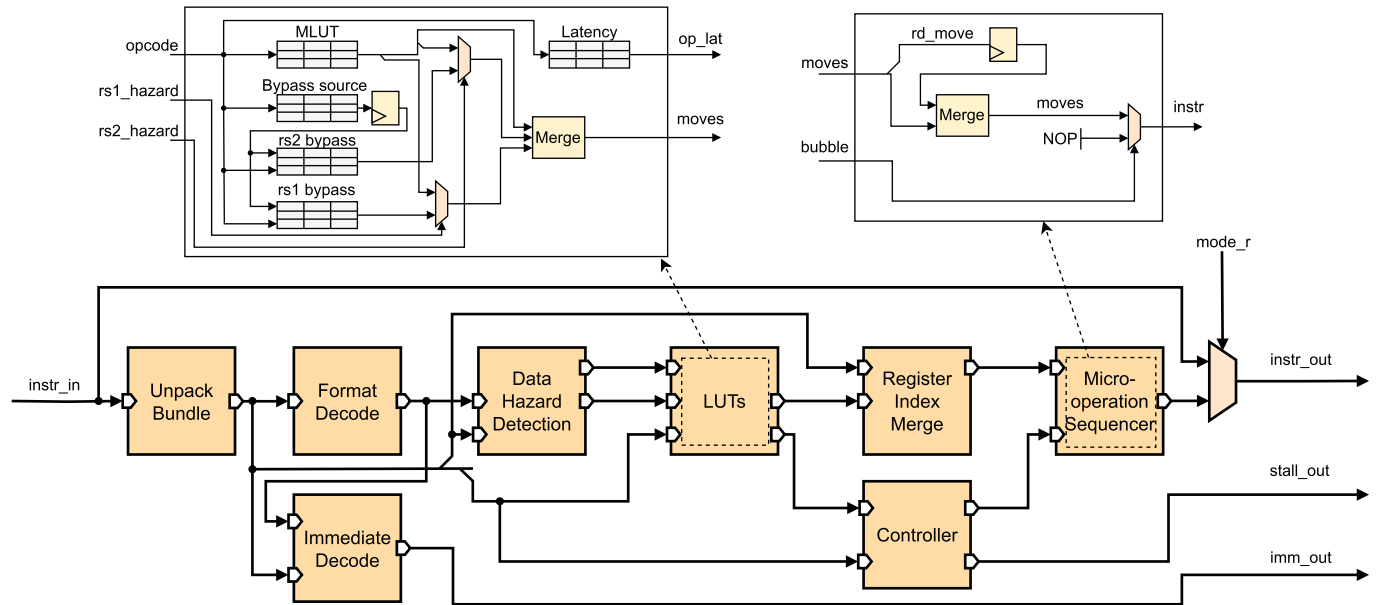 opcode
rs1_hazard
rs2_hazard
MLUT
Bypass source
rs2 bypass
rs1 bypass
Latency
Merge
op_lat
moves
moves
bubble
rd_move
Merge
moves
NOP
instr
mode_r
instr_in
Unpack
Bundle
Format
Decode
Data
Hazard
Detection
LUTs
Register
Index
Merge
Micro-
operation
Sequencer
instr_out
Immediate
Decode
Controller
stall_out
imm_out